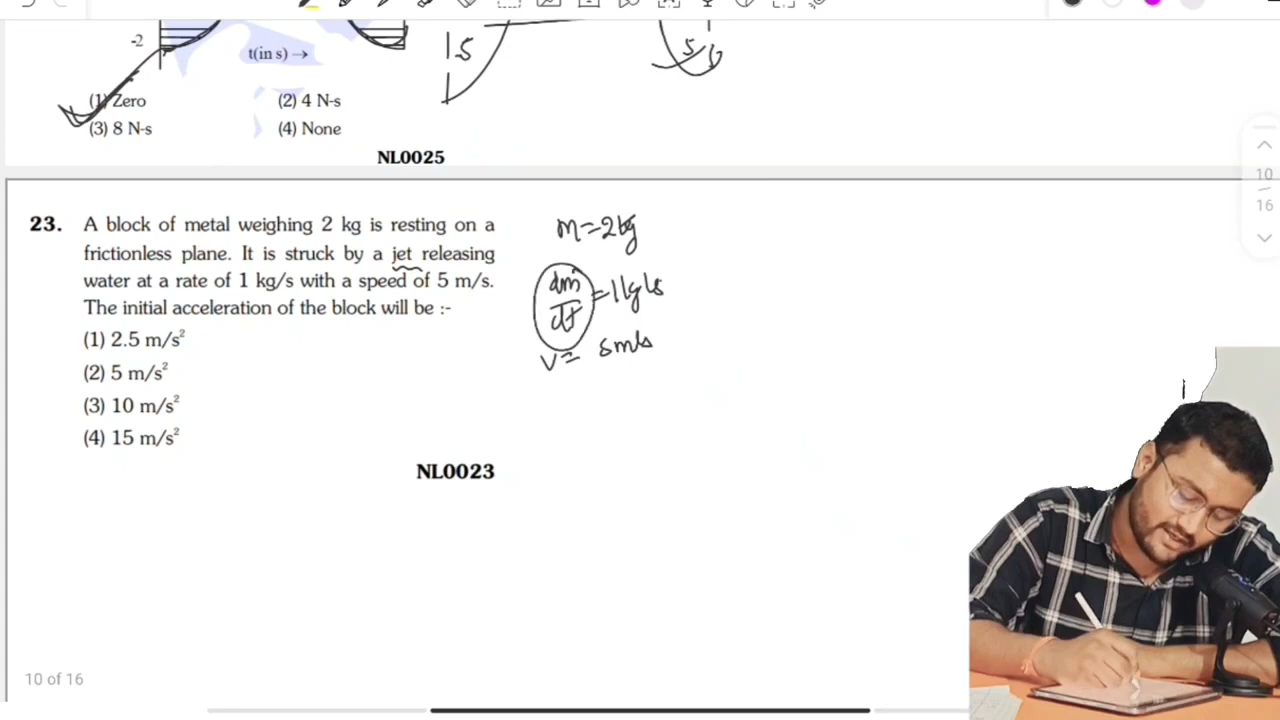 -2
t(in s) →
1.5
5
(1) Zero
(2) 4 N-s
(3) 8 N-s
(4) None
NL0025
10
16
23. A block of metal weighing 2 kg is resting on a
frictionless plane. It is struck by a jet releasing
water at a rate of 1 kg/s with a speed of 5 m/s.
The initial acceleration of the block will be :-
(1) 2.5 m/s²
(2) 5 m/s²
(3) 10 m/s²
(4) 15 m/s²
NL0023
m=2kg
dm/dt = 1kg/s
v= 5m/s
10 of 16